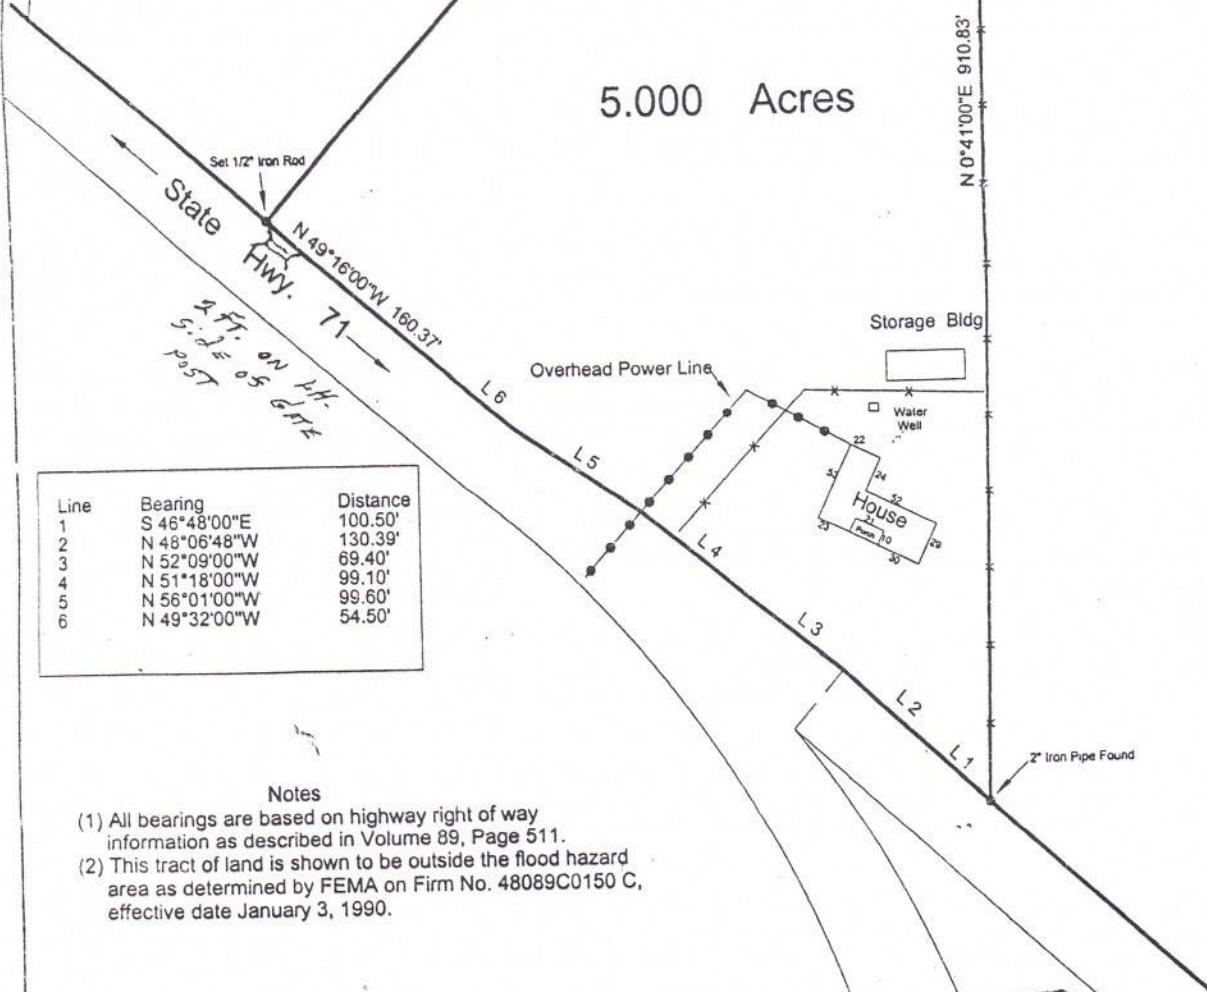 5.000 Acres
N 0°41'00"E 910.83'
Set 1/2" Iron Rod
State Hwy. 71
N 49°16'00"W 160.37'
2 FT. ON LH.
SIDE OF GATE
POST
Storage Bldg
Overhead Power Line
Water
Well
L 6
L 5
L 4
L 3
L 2
L 1
22
53
24
52
House
21
Porch
10
23
29
50
2" Iron Pipe Found
Line Bearing Distance
1 S 46°48'00"E 100.50'
2 N 48°06'48"W 130.39'
3 N 52°09'00"W 69.40'
4 N 51°18'00"W 99.10'
5 N 56°01'00"W 99.60'
6 N 49°32'00"W 54.50'
Notes
(1) All bearings are based on highway right of way
information as described in Volume 89, Page 511.
(2) This tract of land is shown to be outside the flood hazard
area as determined by FEMA on Firm No. 48089C0150 C,
effective date January 3, 1990.